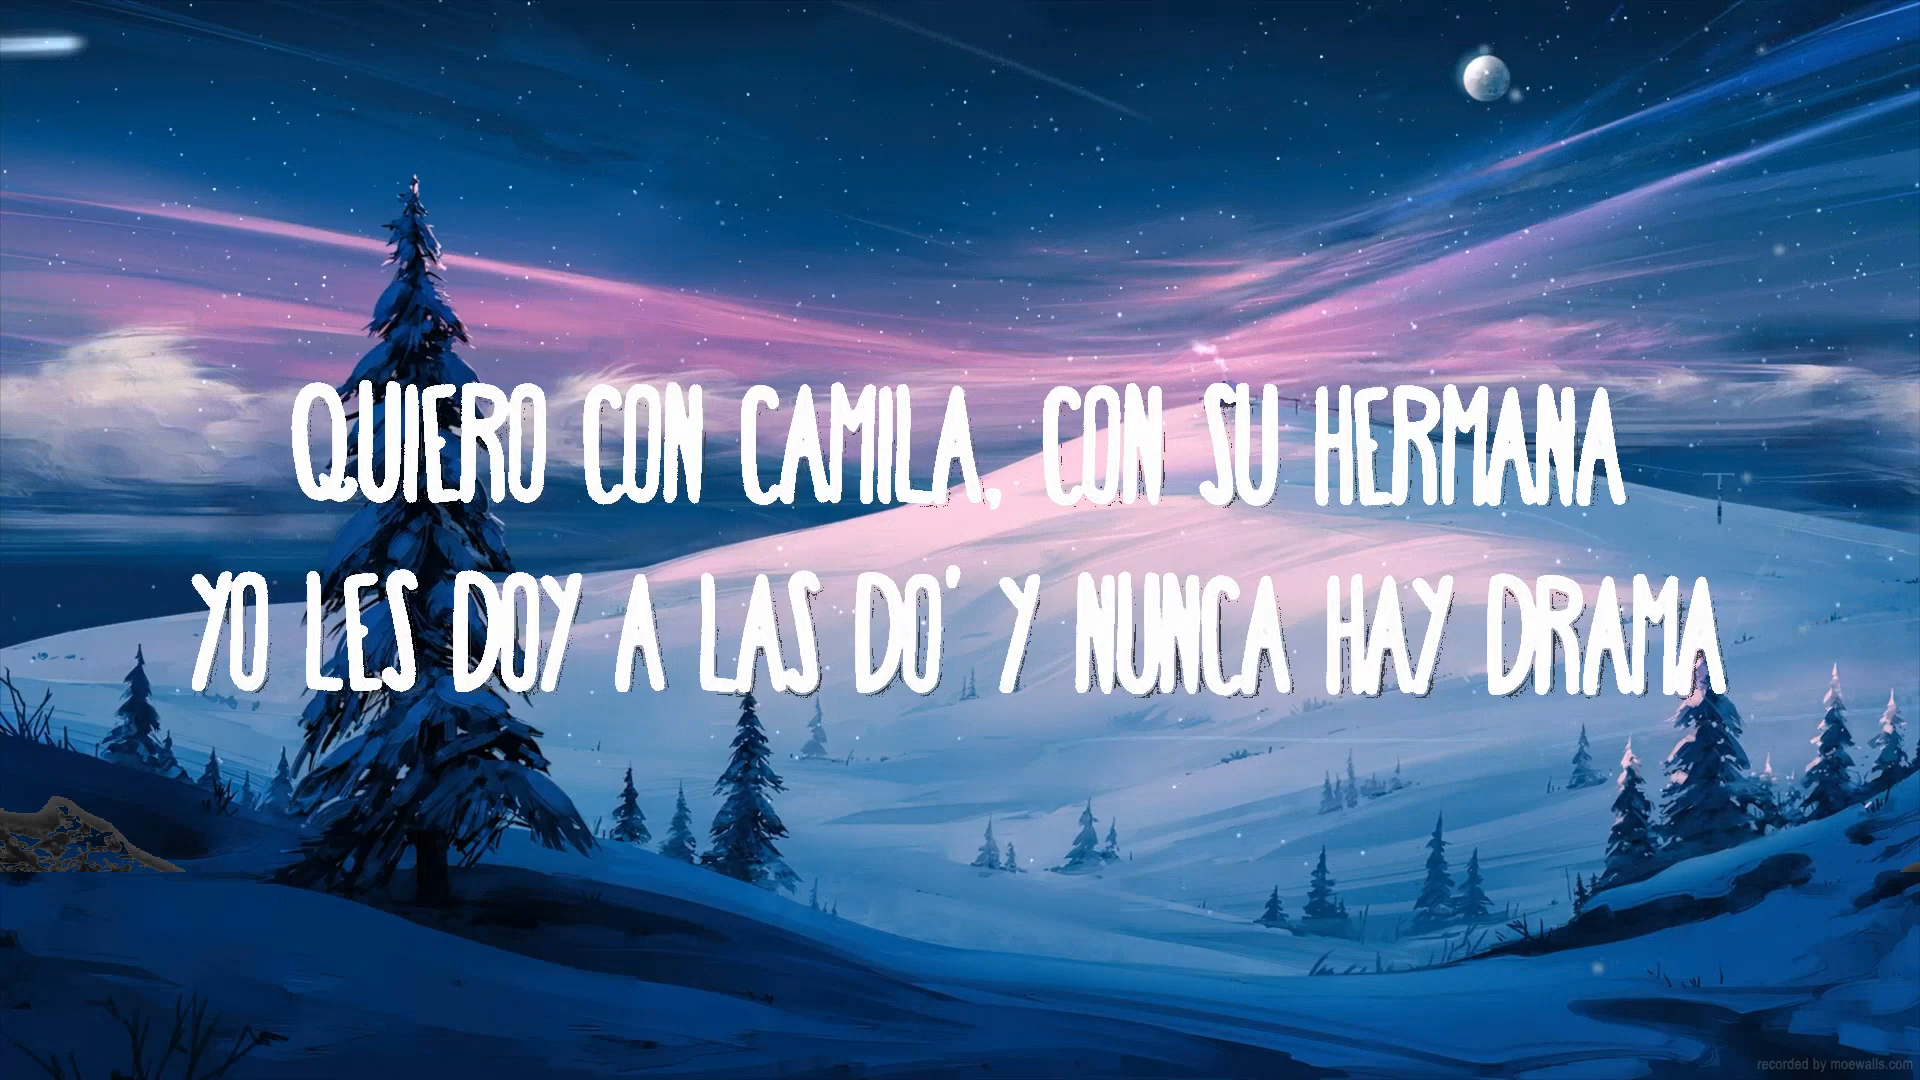 QUIERO CON CAMILA, CON SU HERMANA
YO LES DOY A LAS DO' Y NUNCA HAY DRAMA
recorded by moewalls.com